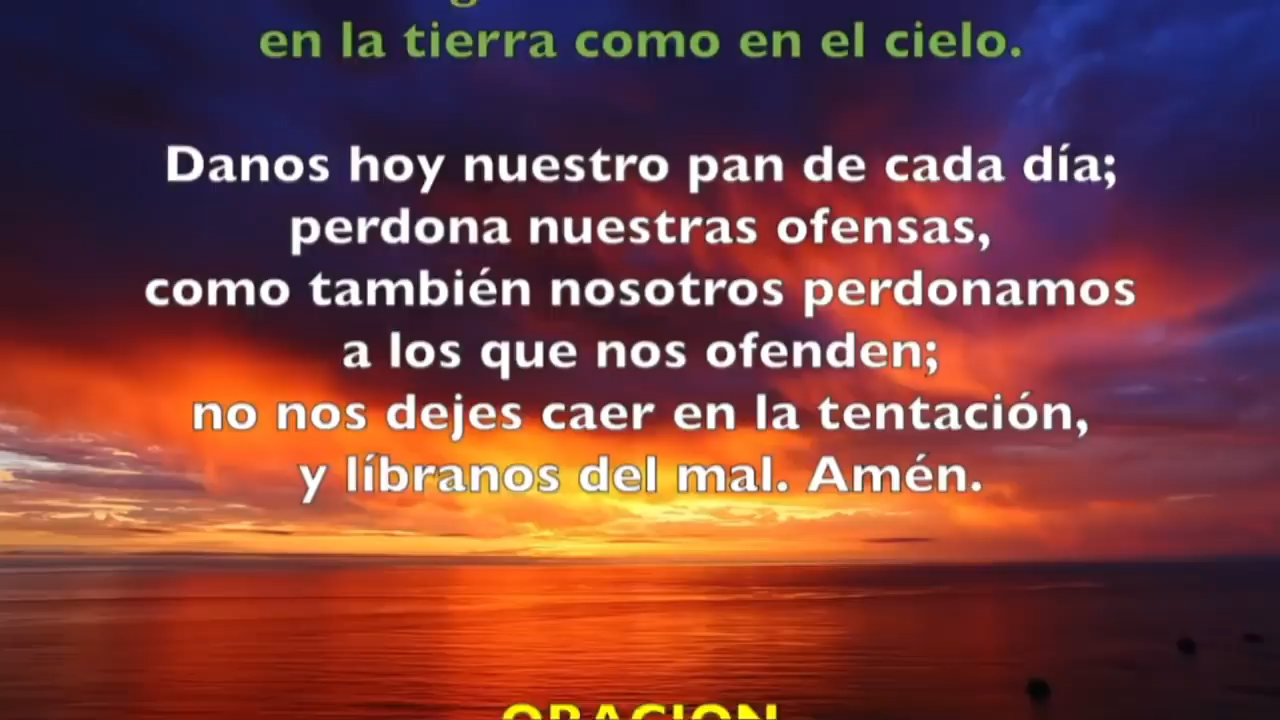 en la tierra como en el cielo.
Danos hoy nuestro pan de cada día;
perdona nuestras ofensas,
como también nosotros perdonamos
a los que nos ofenden;
no nos dejes caer en la tentación,
y líbranos del mal. Amén.
ORACION